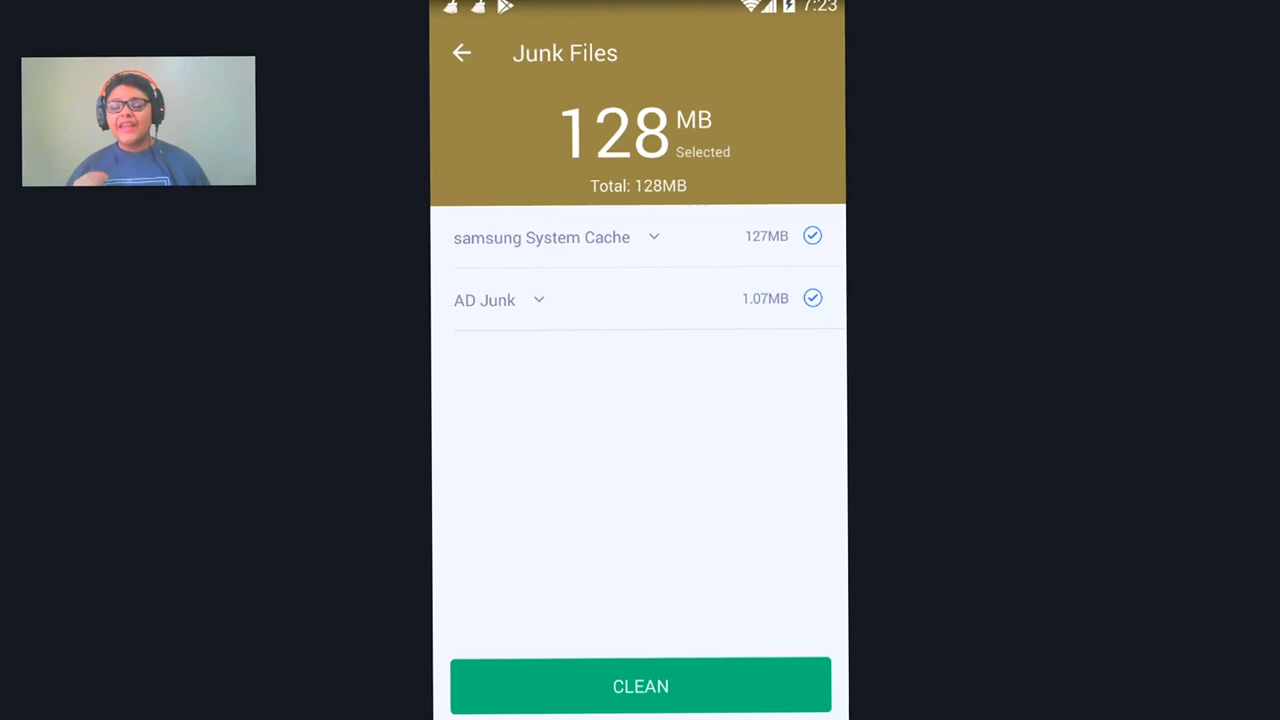 7:23
Junk Files
128 MB
Selected
Total: 128MB
samsung System Cache 127MB
AD Junk 1.07MB
CLEAN